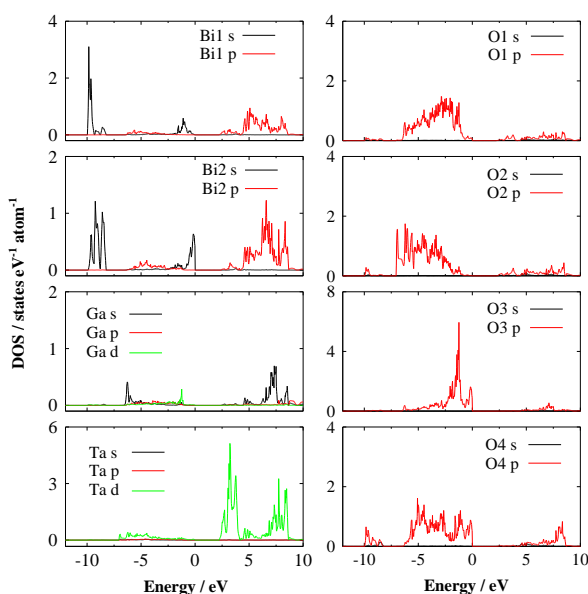 DOS / states eV⁻¹ atom⁻¹
4
2
0
Bi1 s
Bi1 p
2
1
0
Bi2 s
Bi2 p
2
1
0
Ga s
Ga p
Ga d
6
3
0
Ta s
Ta p
Ta d
-10 -5 0 5 10
Energy / eV
4
2
0
O1 s
O1 p
4
2
0
O2 s
O2 p
8
4
0
O3 s
O3 p
4
2
0
O4 s
O4 p
-10 -5 0 5 10
Energy / eV